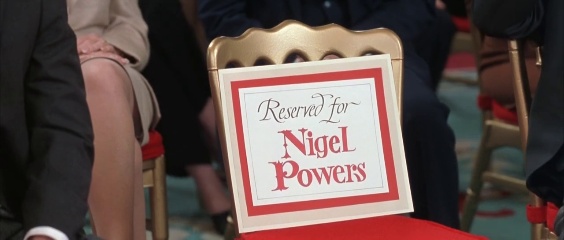 Reserved for
Nigel
Powers